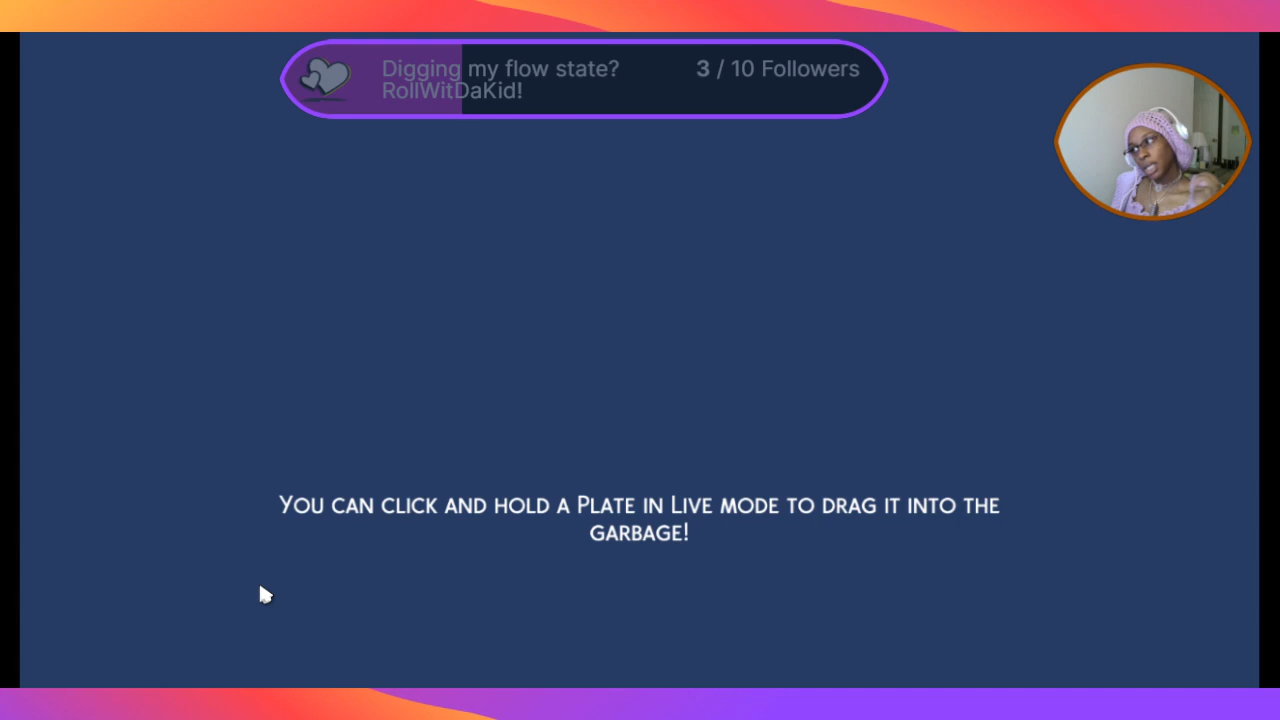 Digging my flow state? 3 / 10 Followers
RollWitDaKid!
You can click and hold a Plate in Live mode to drag it into the
garbage!